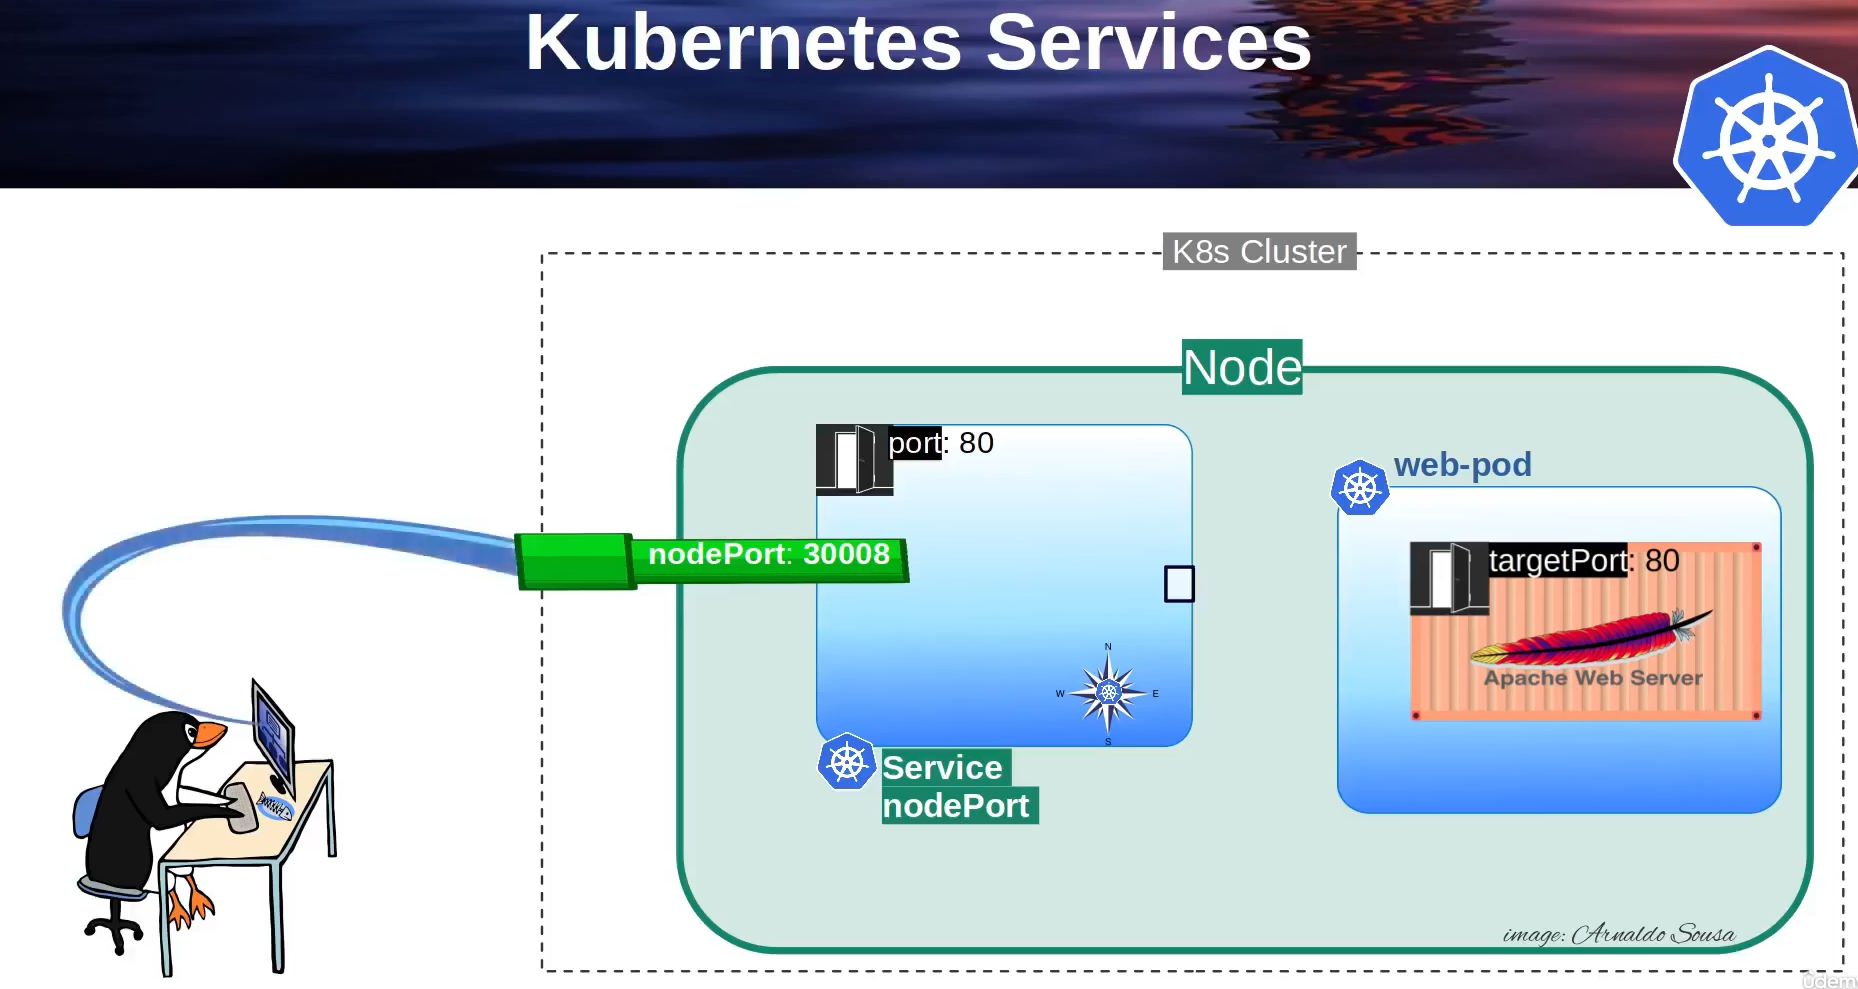 Kubernetes Services
K8s Cluster
Node
port: 80
web-pod
nodePort: 30008
targetPort: 80
N
W
E
S
Apache Web Server
Service
nodePort
image: Arnaldo Sousa
ûdemy